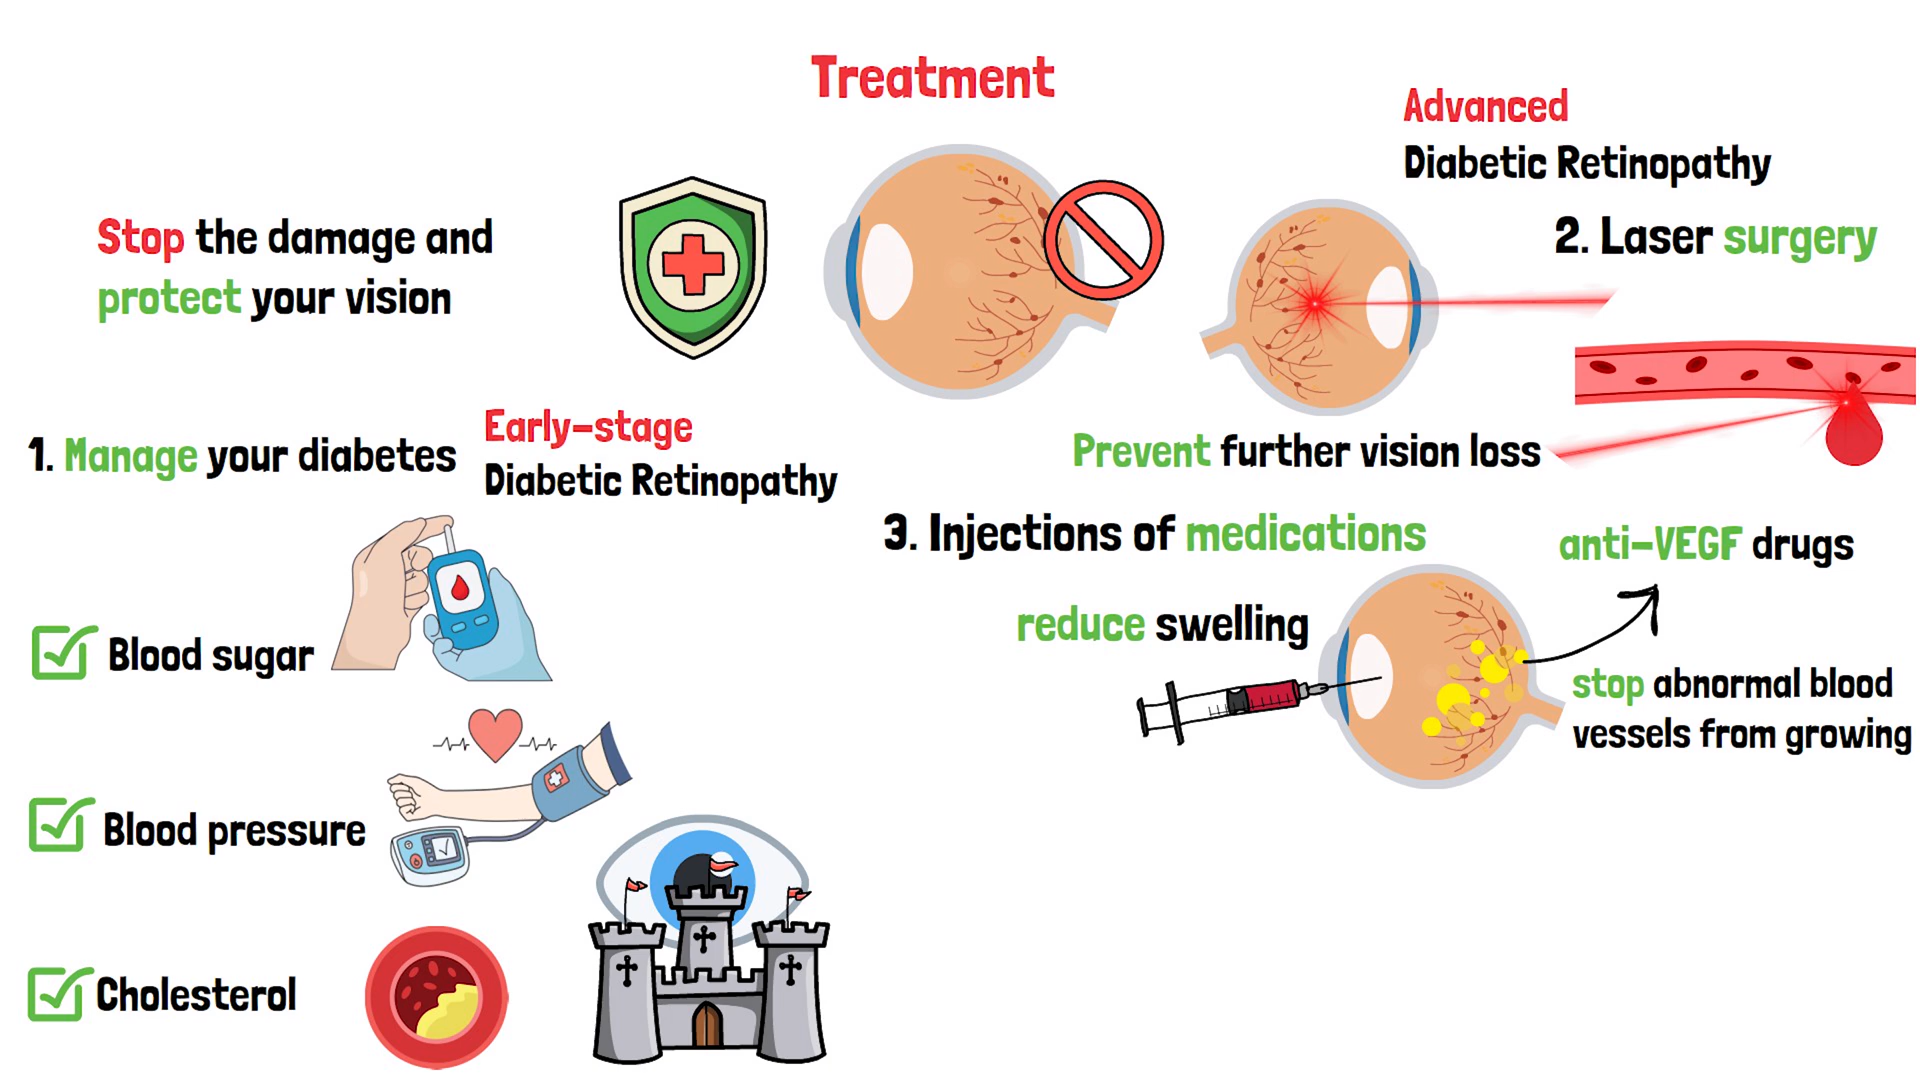 Treatment
Stop the damage and
protect your vision
1. Manage your diabetes
Early-stage
Diabetic Retinopathy
Blood sugar
Blood pressure
Cholesterol
Advanced
Diabetic Retinopathy
2. Laser surgery
Prevent further vision loss
3. Injections of medications
reduce swelling
anti-VEGF drugs
stop abnormal blood
vessels from growing